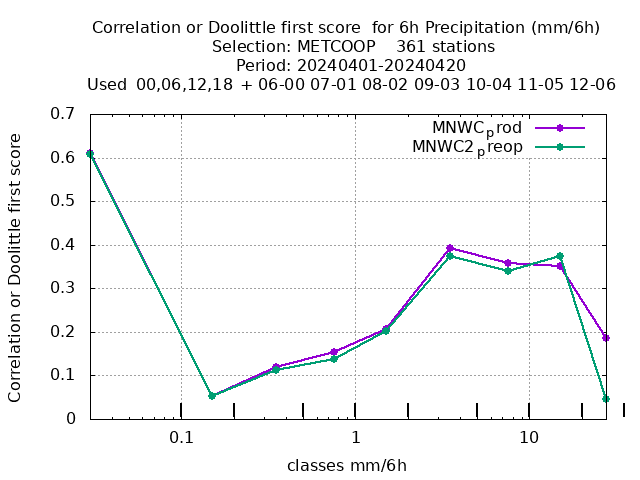 Correlation or Doolittle first score  for 6h Precipitation (mm/6h)
Selection: METCOOP    361 stations
Period: 20240401-20240420
Used  00,06,12,18  + 06-00 07-01 08-02 09-03 10-04 11-05 12-06
0.7
0.6
0.5
0.4
0.3
0.2
0.1
0
Correlation or Doolittle first score
MNWCprod
MNWC2preop
0.1
1
10
classes mm/6h